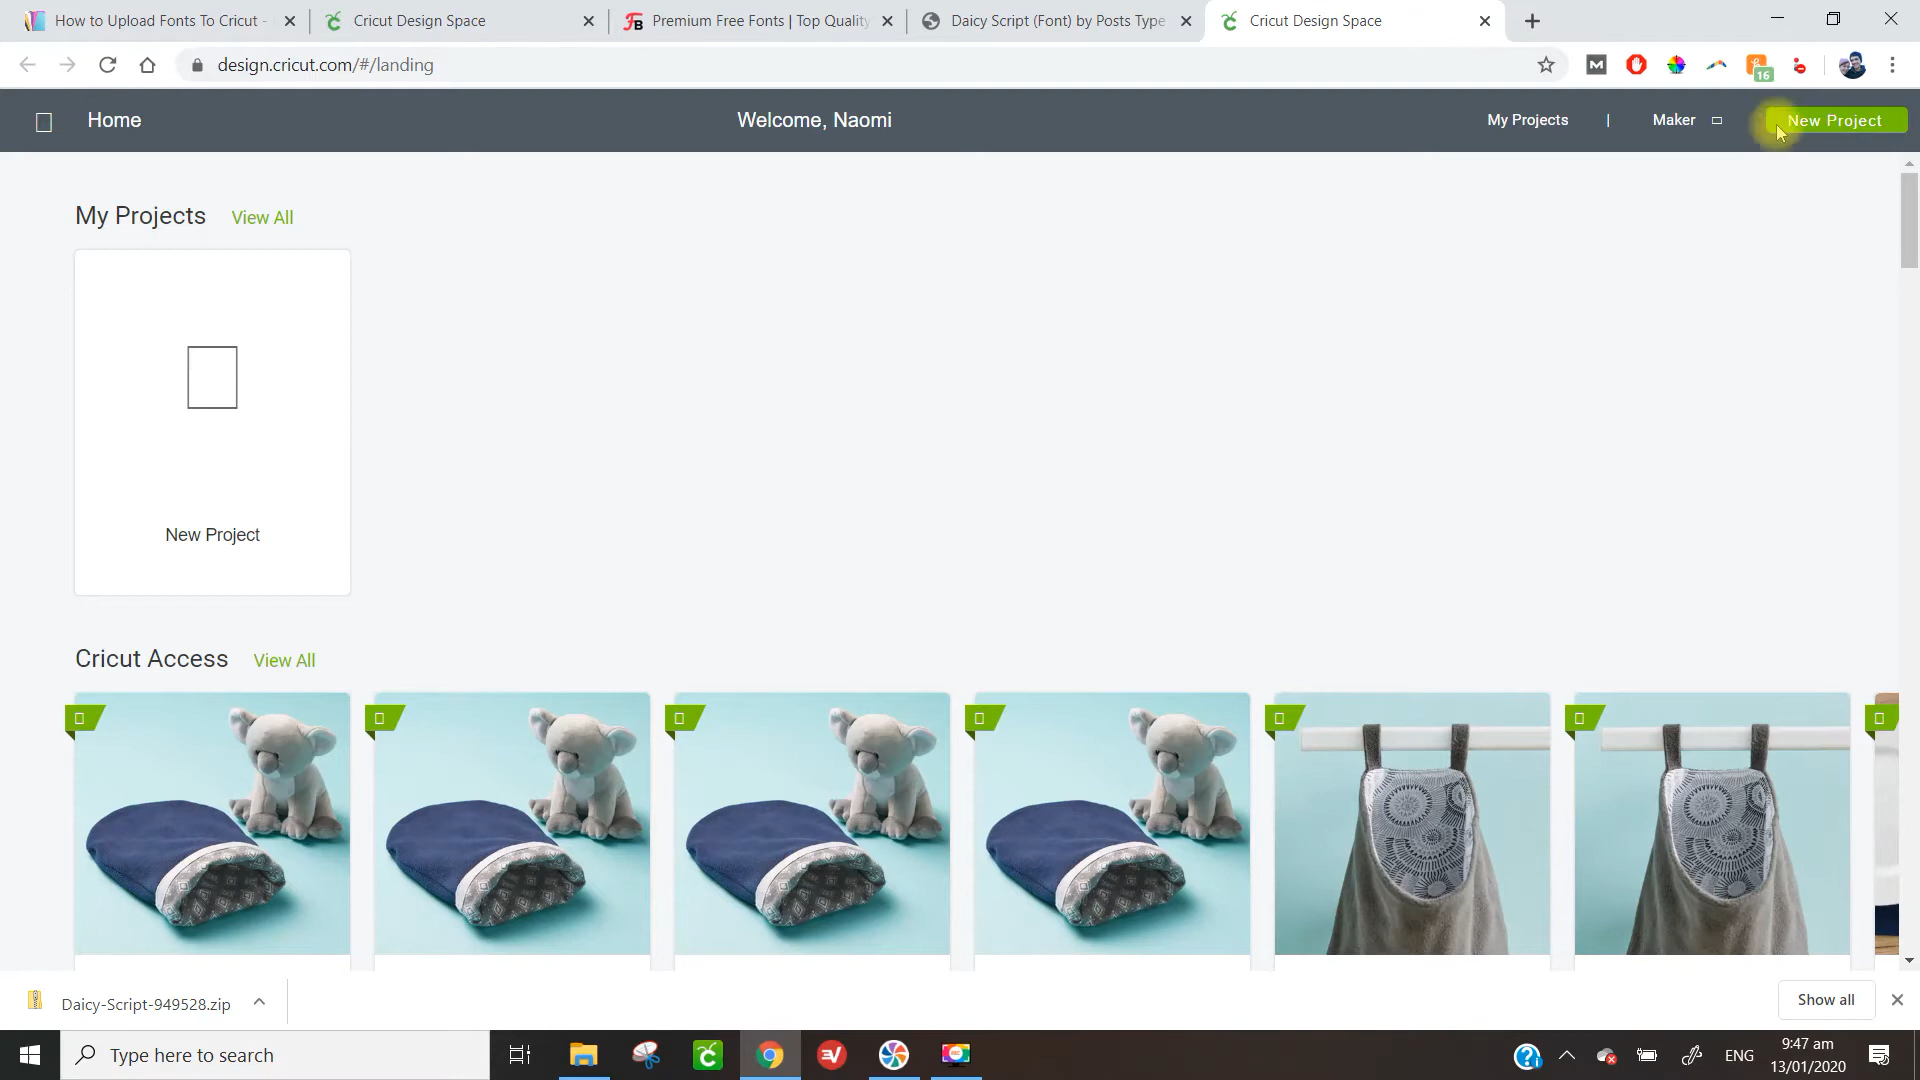 How to Upload Fonts To Cricut -
Cricut Design Space
Premium Free Fonts | Top Quality
Daicy Script (Font) by Posts Type
Cricut Design Space
design.cricut.com/#/landing
16
Home
Welcome, Naomi
My Projects
|
Maker
New Project
My Projects
View All
New Project
Cricut Access
View All
Daicy-Script-949528.zip
Show all
Type here to search
ENG
9:47 am
13/01/2020